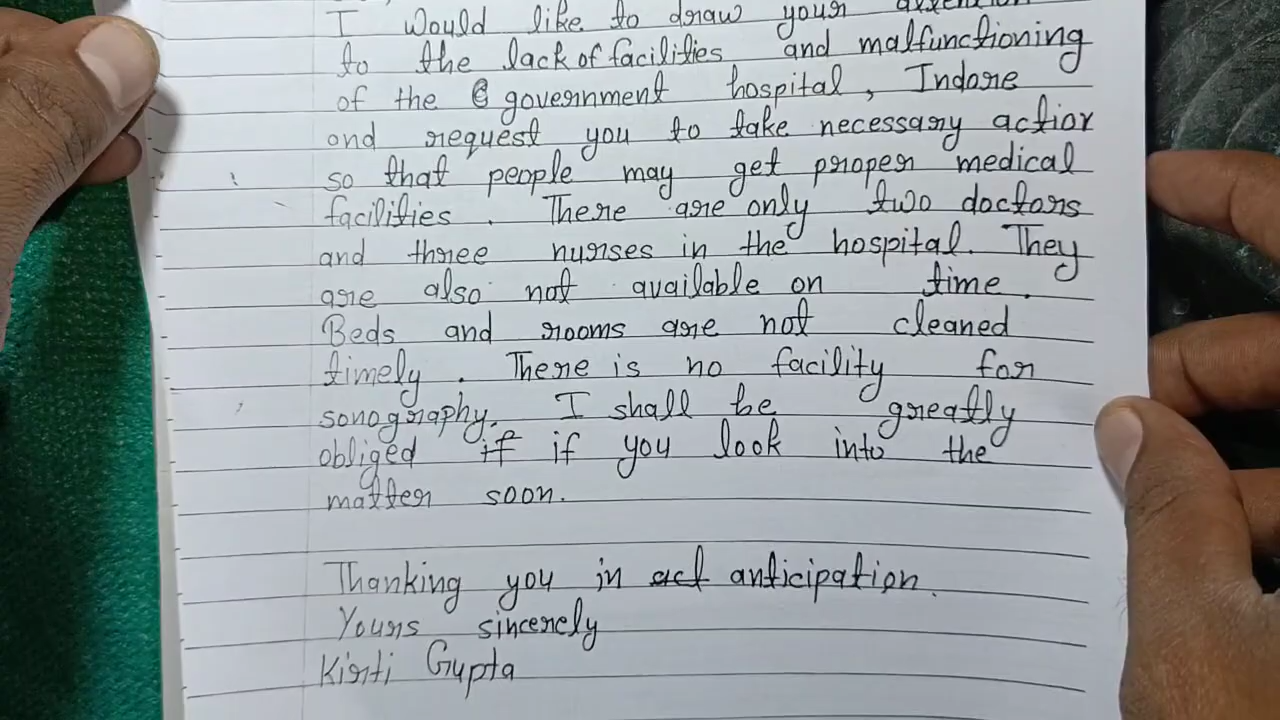 I would like to draw your attention
to the lack of facilities and malfunctioning
of the government hospital, Indore
and request you to take necessary action
so that people may get proper medical
facilities. There are only two doctors
and three nurses in the hospital. They
are also not available on time.
Beds and rooms are not cleaned
timely. There is no facility for
sonography. I shall be greatly
obliged if if you look into the
matter soon.
Thanking you in act anticipation.
Yours sincerely
Kirti Gupta